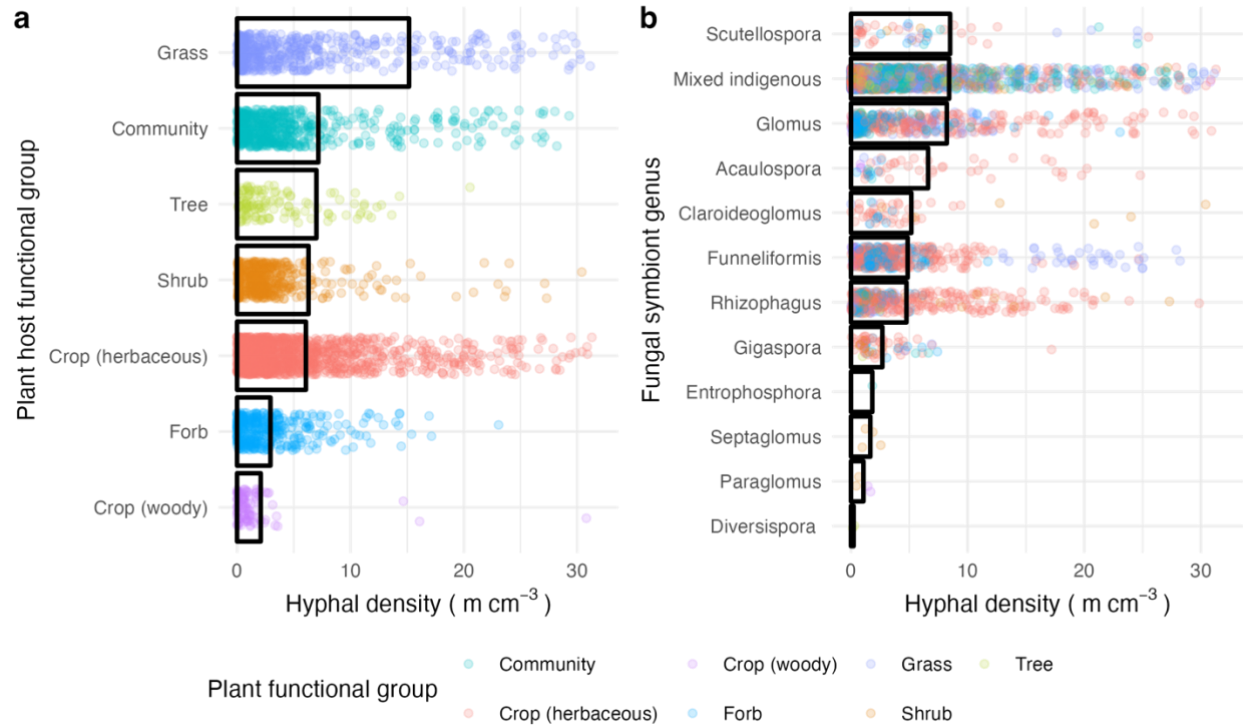 a
Plant host functional group
Grass
Community
Tree
Shrub
Crop (herbaceous)
Forb
Crop (woody)
0 10 20 30
Hyphal density ( m cm⁻³ )
b
Fungal symbiont genus
Scutellospora
Mixed indigenous
Glomus
Acaulospora
Claroideoglomus
Funneliformis
Rhizophagus
Gigaspora
Entrophosphora
Septaglomus
Paraglomus
Diversispora
0 10 20 30
Hyphal density ( m cm⁻³ )
Plant functional group
Community Crop (woody) Grass Tree
Crop (herbaceous) Forb Shrub